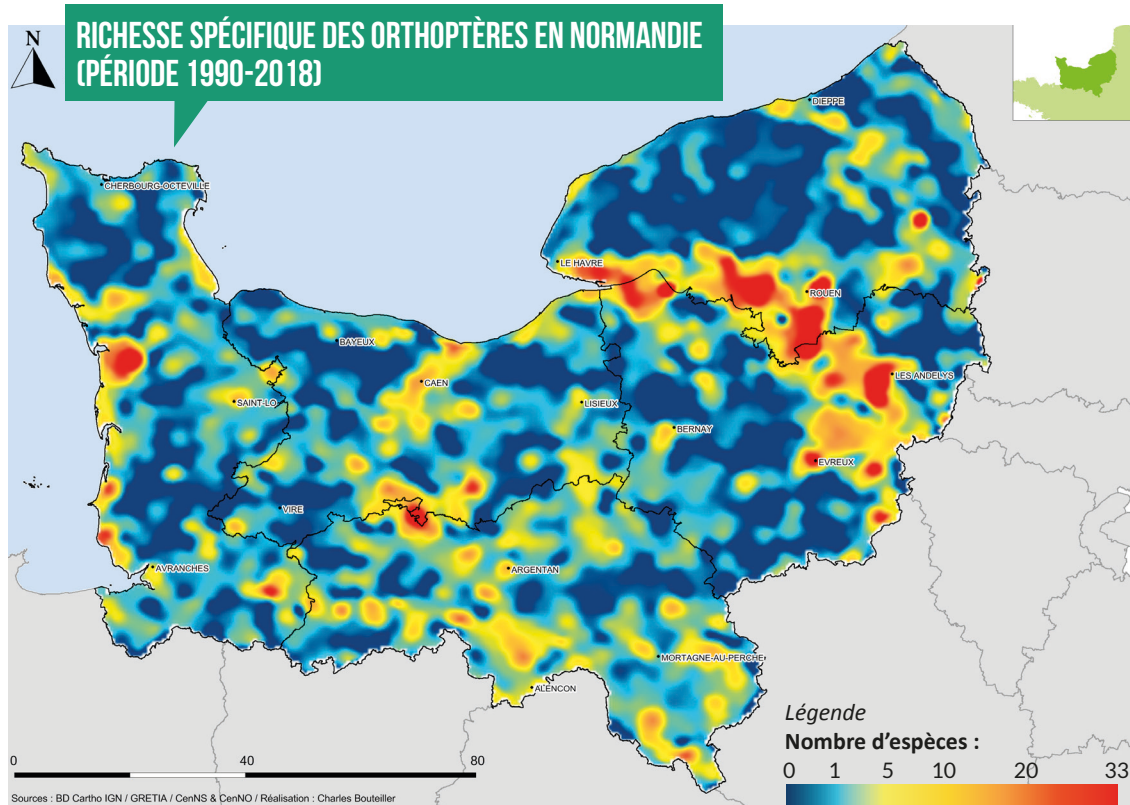 RICHESSE SPÉCIFIQUE DES ORTHOPTÈRES EN NORMANDIE
(PÉRIODE 1990-2018)
N
DIEPPE
CHERBOURG-OCTEVILLE
LE HAVRE
ROUEN
BAYEUX
CAEN
LES ANDELYS
SAINT-LO
LISIEUX
BERNAY
EVREUX
VIRE
AVRANCHES
ARGENTAN
MORTAGNE-AU-PERCHE
ALENCON
Légende
Nombre d'espèces :
0 1 5 10 20 33
0 40 80
Sources : BD Cartho IGN / GRETIA / CenNS & CenNO / Réalisation : Charles Bouteiller